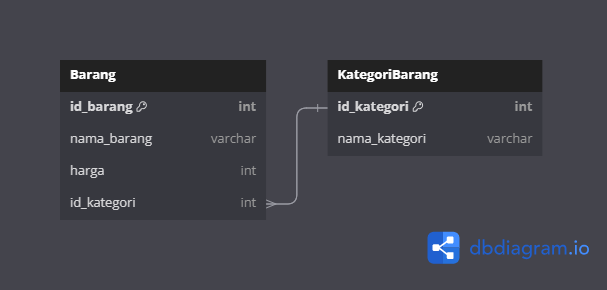 Barang
id_barang int
nama_barang varchar
harga int
id_kategori int
KategoriBarang
id_kategori int
nama_kategori varchar
dbdiagram.io